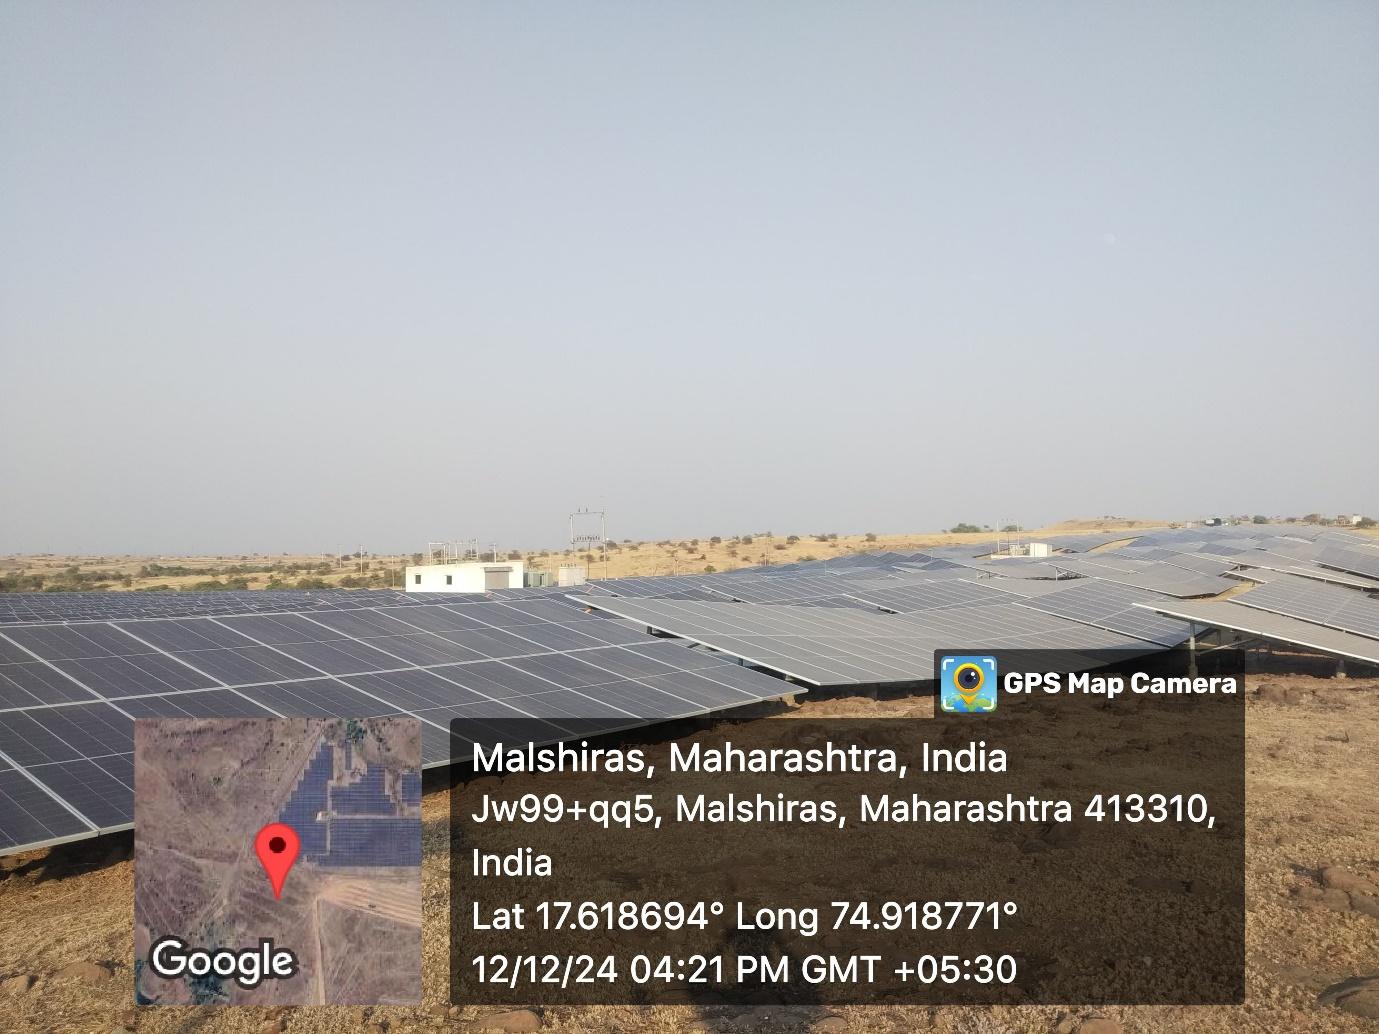 GPS Map Camera
Malshiras, Maharashtra, India
Jw99+qq5, Malshiras, Maharashtra 413310,
India
Lat 17.618694° Long 74.918771°
12/12/24 04:21 PM GMT +05:30
Google